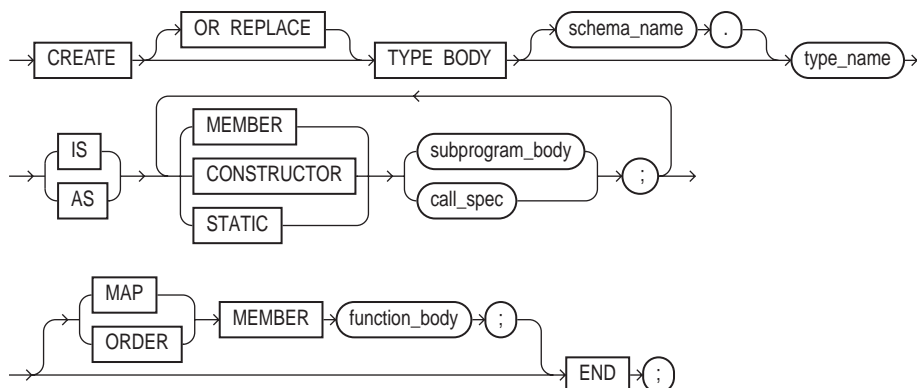 OR REPLACE schema_name .
CREATE TYPE BODY type_name
MEMBER
IS subprogram_body
CONSTRUCTOR ;
AS call_spec
STATIC
MAP
MEMBER function_body ;
ORDER
END ;